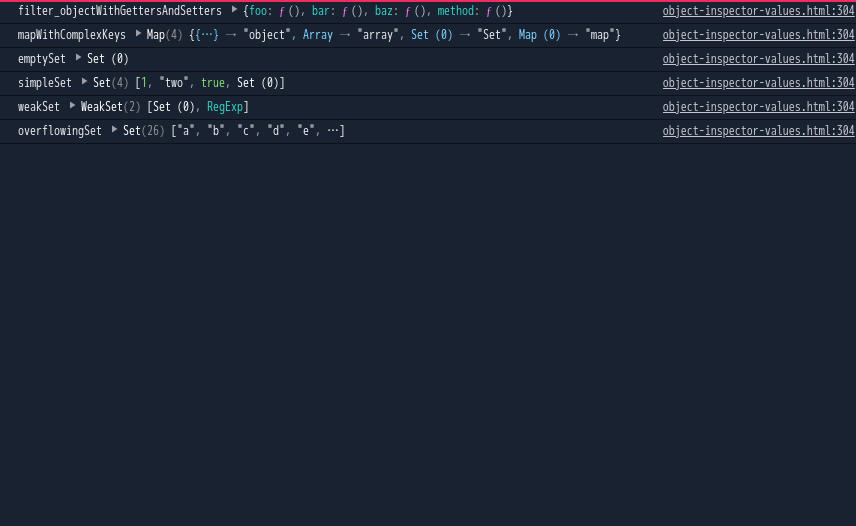 filter_objectWithGettersAndSetters ▶ {foo: ƒ (), bar: ƒ (), baz: ƒ (), method: ƒ ()} object-inspector-values.html:304
mapWithComplexKeys ▶ Map(4) {{…} → "object", Array → "array", Set (0) → "Set", Map (0) → "map"} object-inspector-values.html:304
emptySet ▶ Set (0) object-inspector-values.html:304
simpleSet ▶ Set(4) [1, "two", true, Set (0)] object-inspector-values.html:304
weakSet ▶ WeakSet(2) [Set (0), RegExp] object-inspector-values.html:304
overflowingSet ▶ Set(26) ["a", "b", "c", "d", "e", …] object-inspector-values.html:304